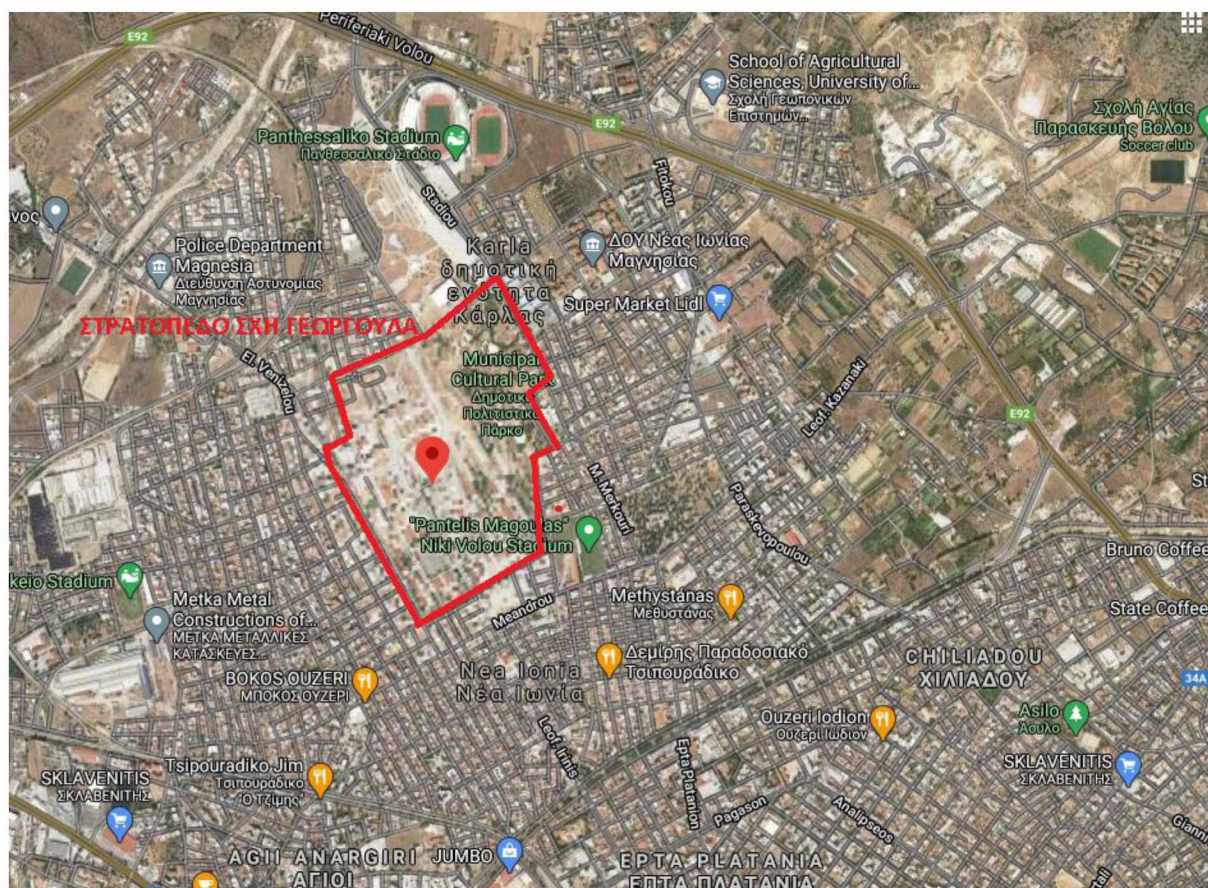 E92
Periferiaki Volou
School of Agricultural
Sciences, University of...
Σχολή Γεωπονικών
Επιστημών...
Σχολή Αγίας
Παρασκευής Βόλου
Soccer club
Panthessaliko Stadium
Πανθεσσαλικό Στάδιο
E92
Fitokou
Stadiou
νος
Police Department
Magnesia
Διεύθυνση Αστυνομίας
Μαγνησίας
Karla
δημοτική
ενότητα
Κάρλας
ΔΟΥ Νέας Ιωνίας
Μαγνησίας
Super Market Lidl
ΣΤΡΑΤΟΠΕΔΟ ΣΧΗ ΓΕΩΡΓΟΥΛΑ
El. Venizelou
Municipal
Cultural Park
Δημοτικό
Πολιτιστικό
Πάρκο
Leof. Kazanaki
E92
M. Merkouri
Paraskevopoulou
"Pantelis Magoulas"
Niki Volou Stadium
Bruno Coffee
keio Stadium
Metka Metal
Constructions of...
ΜΕΤΚΑ ΜΕΤΑΛΛΙΚΕΣ
ΚΑΤΑΣΚΕΥΕΣ...
Meandrou
Methystanas
Μεθυστάνας
State Coffee
BOKOS OUZERI
ΜΠΟΚΟΣ ΟΥΖΕΡΙ
Nea Ionia
Νέα Ιωνία
Δεμίρης Παραδοσιακό
Τσιπουράδικο
CHILIADOU
ΧΙΛΙΑΔΟΥ
34A
Leof. Irinis
Epta Platanion
Ouzeri Iodion
Ουζερί Ιώδιον
Asilo
Άσυλο
Tsipouradiko Jim
Τσιπουράδικο
Ό Τζίμης'
SKLAVENITIS
ΣΚΛΑΒΕΝΙΤΗΣ
SKLAVENITIS
ΣΚΛΑΒΕΝΙΤΗΣ
Pagason
Analipseos
Gianni
AGII ANARGIRI
ΑΓΙΟΙ
JUMBO
EPTA PLATANIA
ΕΠΤΑ ΠΛΑΤΑΝΙΑ